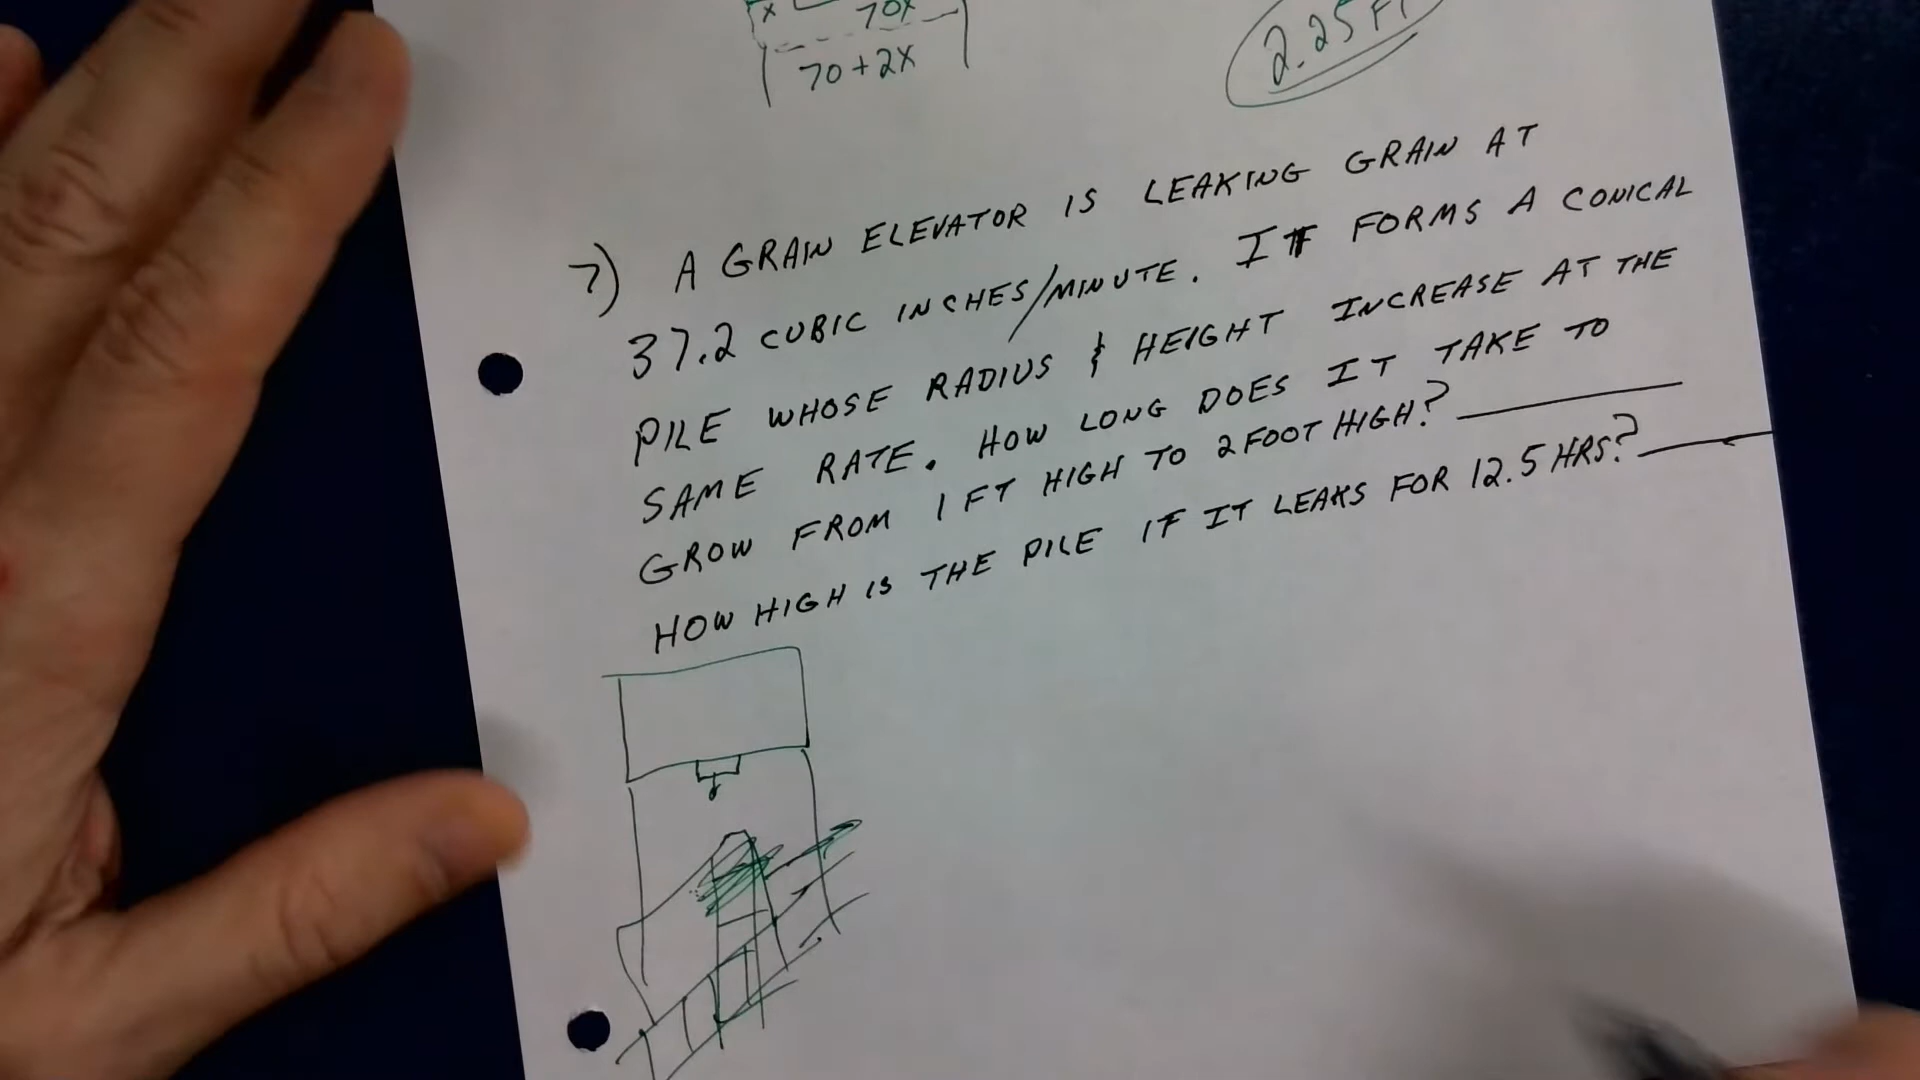 x 70x
70+2x
2.25 FT
7) A GRAIN ELEVATOR IS LEAKING GRAIN AT
37.2 CUBIC INCHES/MINUTE. IT FORMS A CONICAL
PILE WHOSE RADIUS & HEIGHT INCREASE AT THE
SAME RATE. HOW LONG DOES IT TAKE TO
GROW FROM 1 FT HIGH TO 2 FOOT HIGH?
HOW HIGH IS THE PILE IF IT LEAKS FOR 12.5 HRS?